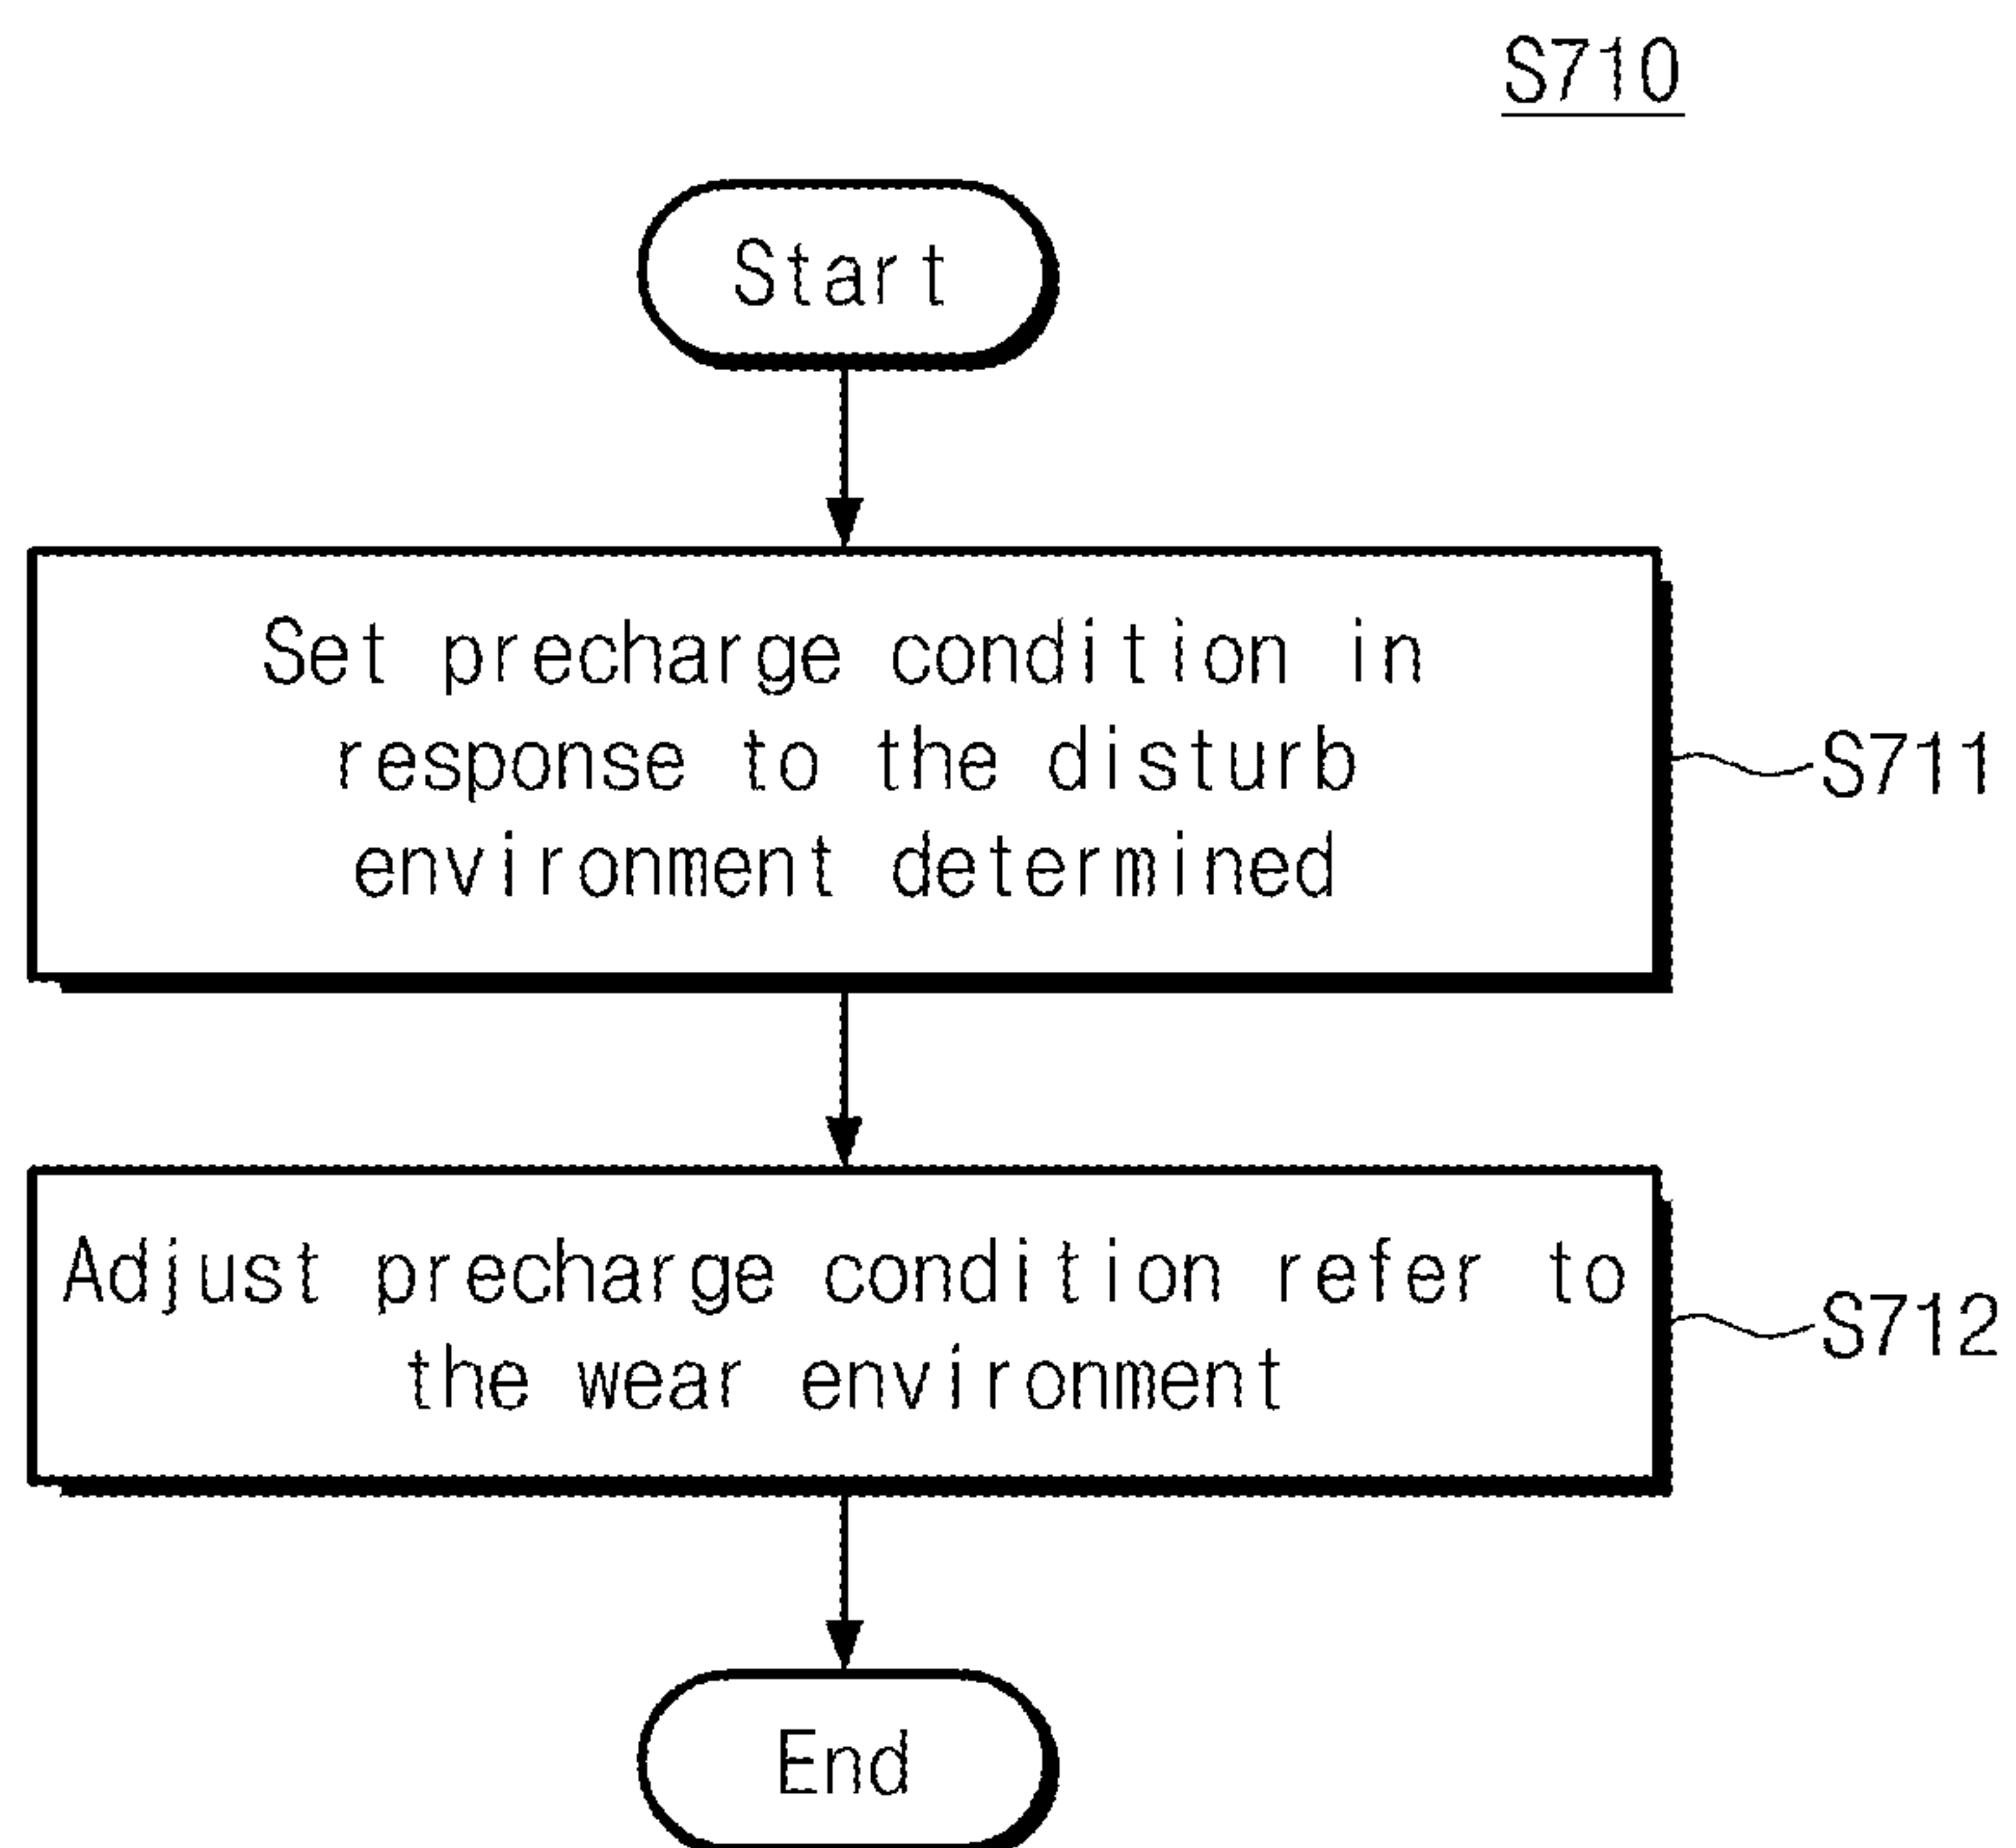 S710
Start
Set precharge condition in
response to the disturb
environment determined
S711
Adjust precharge condition refer to
the wear environment
S712
End